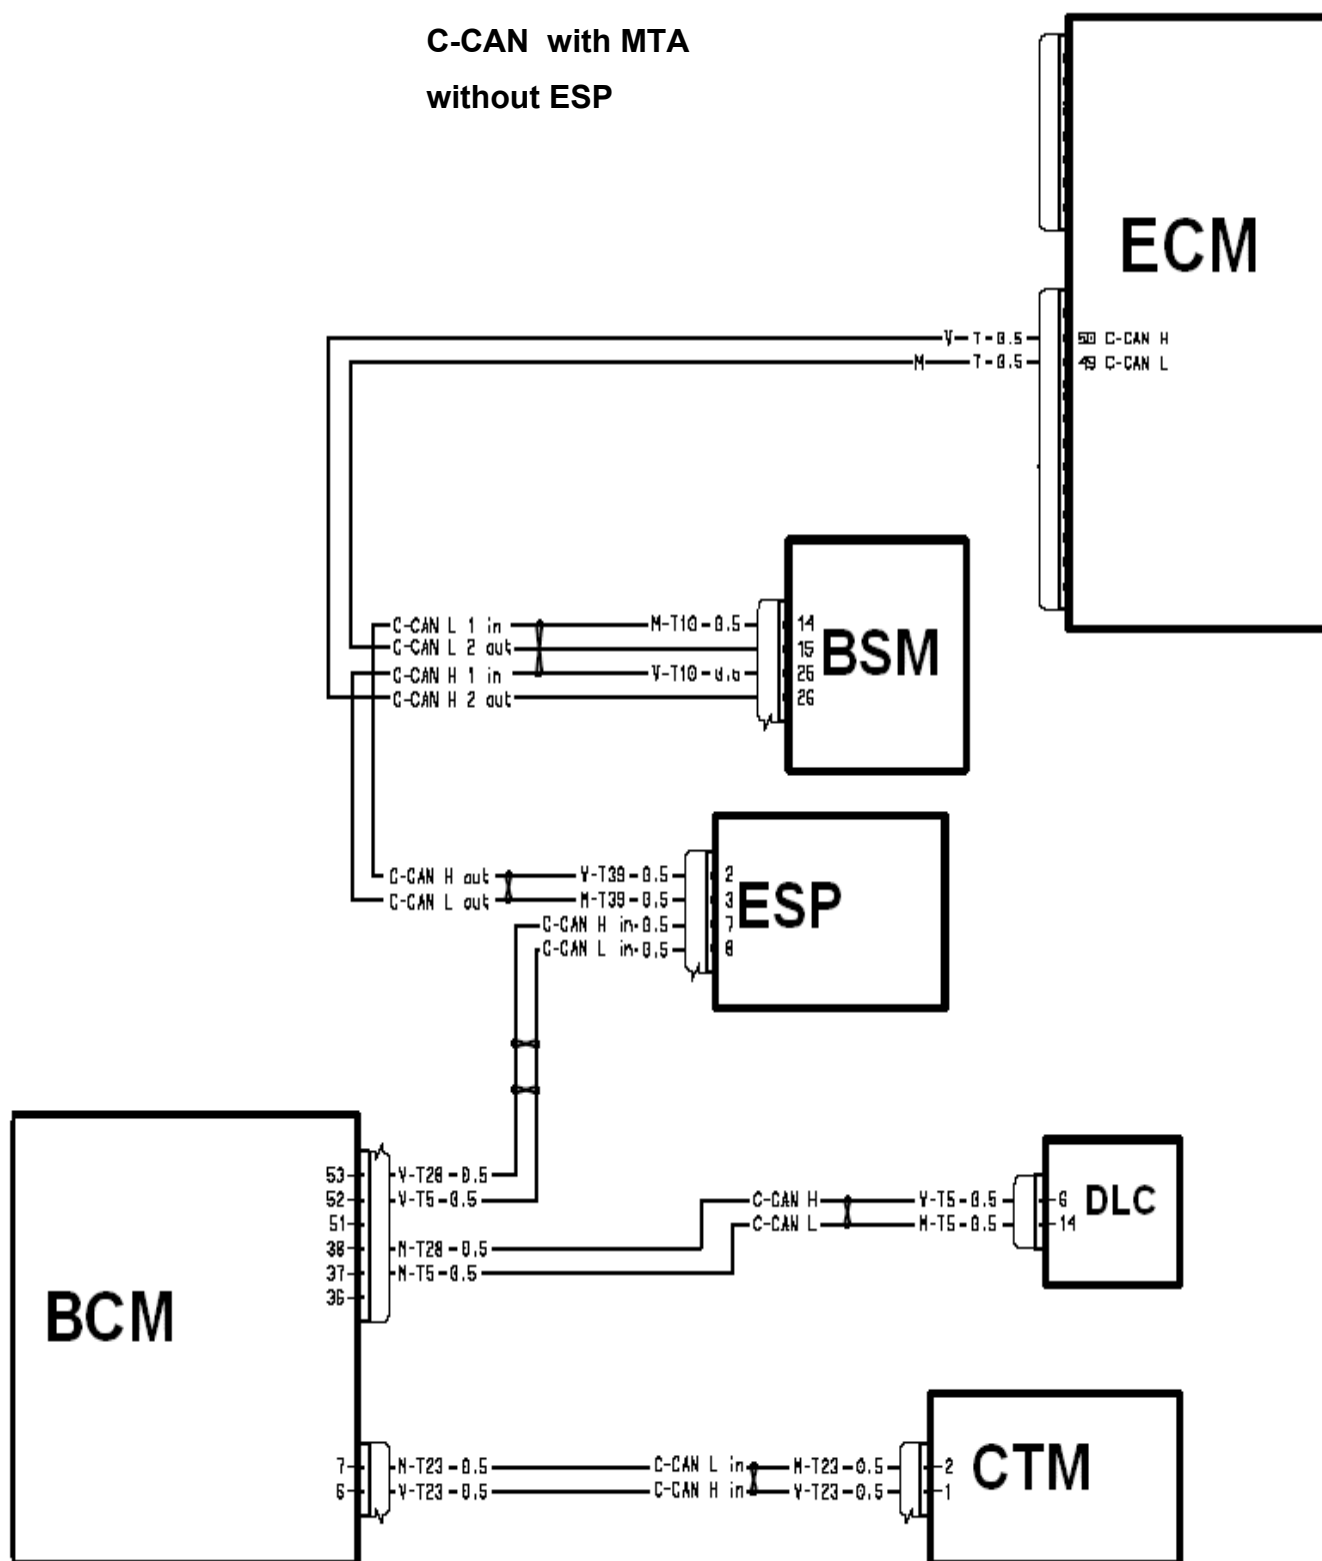 C-CAN with MTA
without ESP
ECM
V T-0.5 50 C-CAN H
M T-0.5 49 C-CAN L
C-CAN L 1 in M-T10-0.5 14
C-CAN L 2 out 15
BSM
C-CAN H 1 in V-T10-0.5 25
C-CAN H 2 out 26
C-CAN H out V-T39-0.5 2
C-CAN L out M-T39-0.5 3
ESP
C-CAN H in-0.5 7
C-CAN L in-0.5 8
53 V-T28-0.5
52 V-T5-0.5
51
38 M-T28-0.5
37 M-T5-0.5
36
BCM
C-CAN H V-T5-0.5 6
C-CAN L M-T5-0.5 14
DLC
7 M-T23-0.5 C-CAN L in M-T23-0.5 2
6 V-T23-0.5 C-CAN H in V-T23-0.5 1
CTM